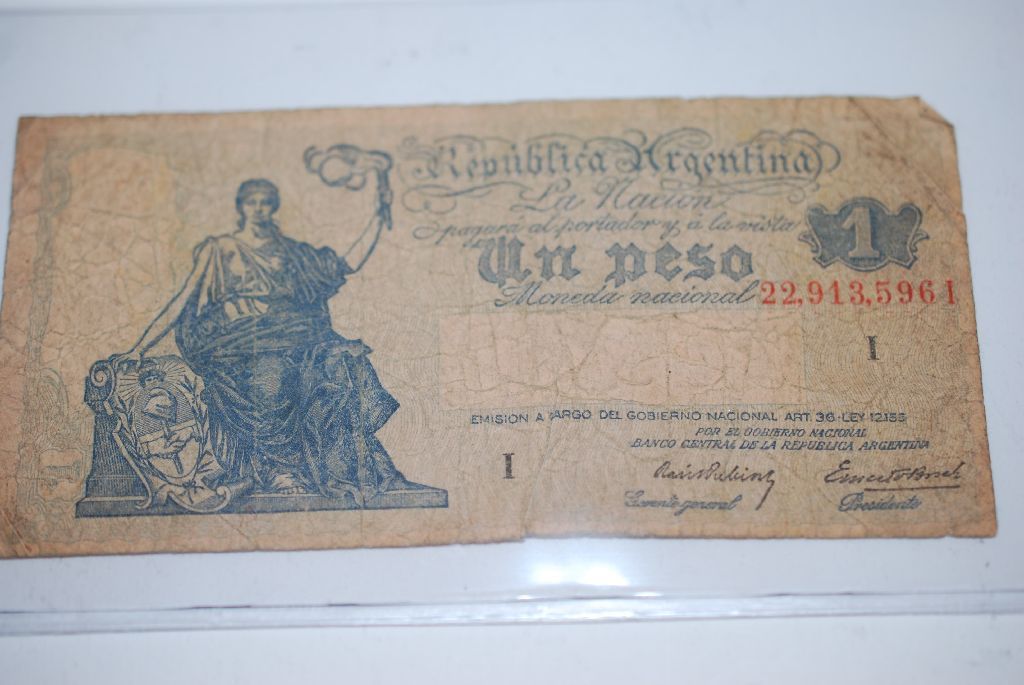 República Argentina
La Nación
pagará al portador y á la vista
Un peso
1
Moneda nacional
22,913,596 I
I
EMISION A CARGO DEL GOBIERNO NACIONAL ART. 36-LEY 12155
POR EL GOBIERNO NACIONAL
BANCO CENTRAL DE LA REPUBLICA ARGENTINA
I
Gerente general
Presidente